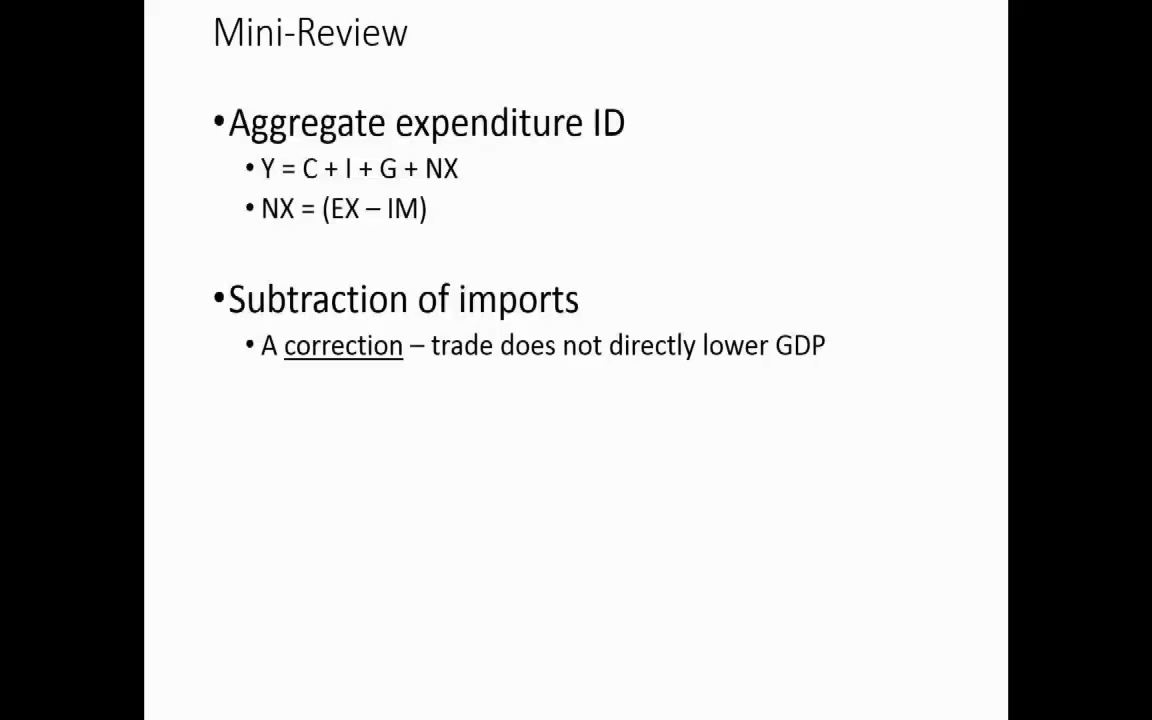 Mini-Review
•Aggregate expenditure ID
• Y = C + I + G + NX
• NX = (EX – IM)
•Subtraction of imports
• A correction – trade does not directly lower GDP